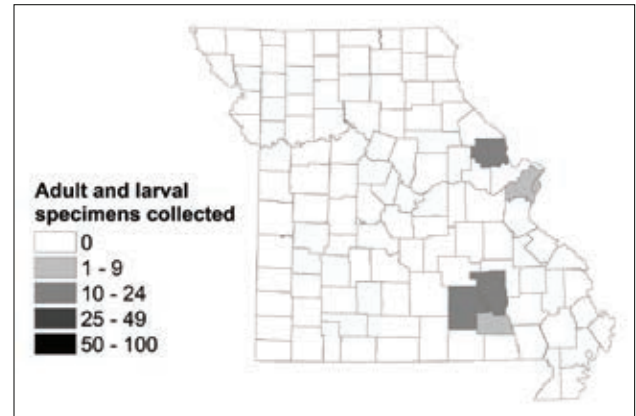 Adult and larval
specimens collected
0
1 - 9
10 - 24
25 - 49
50 - 100